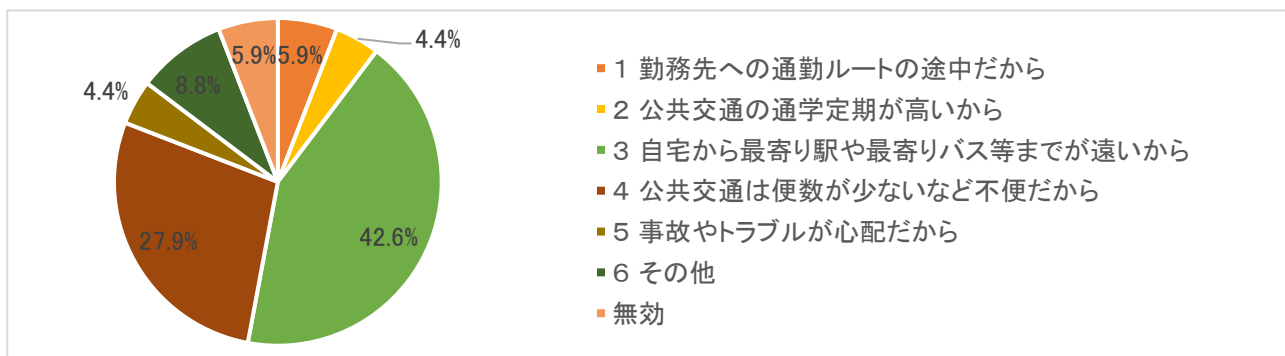 5.9%
5.9%
4.4%
8.8%
4.4%
27.9%
42.6%
１ 勤務先への通勤ルートの途中だから
２ 公共交通の通学定期が高いから
３ 自宅から最寄り駅や最寄りバス等までが遠いから
４ 公共交通は便数が少ないなど不便だから
５ 事故やトラブルが心配だから
６ その他
無効